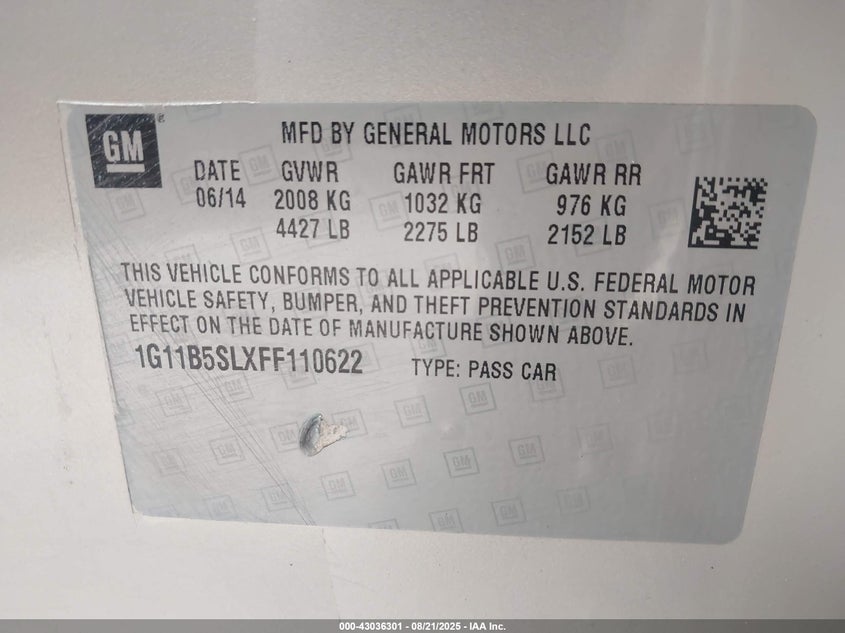 GM ®
MFD BY GENERAL MOTORS LLC
DATE GVWR GAWR FRT GAWR RR
06/14 2008 KG 1032 KG 976 KG
4427 LB 2275 LB 2152 LB
THIS VEHICLE CONFORMS TO ALL APPLICABLE U.S. FEDERAL MOTOR
VEHICLE SAFETY, BUMPER, AND THEFT PREVENTION STANDARDS IN
EFFECT ON THE DATE OF MANUFACTURE SHOWN ABOVE.
1G11B5SLXFF110622 TYPE: PASS CAR
000-43036301 - 08/21/2025 - IAA Inc.